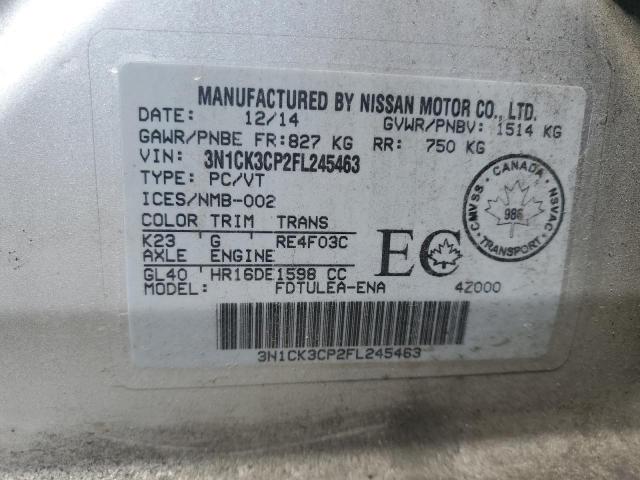 MANUFACTURED BY NISSAN MOTOR CO., LTD.
DATE: 12/14 GVWR/PNBV: 1514 KG
GAWR/PNBE FR:827 KG RR: 750 KG
VIN: 3N1CK3CP2FL245463
TYPE: PC/VT
ICES/NMB-002
COLOR TRIM TRANS
K23 G RE4F03C
AXLE ENGINE
GL40 HR16DE1598 CC
MODEL: FDTULEA-ENA 4Z000
EC
CANADA
CMVSS NSVAC
986
TRANSPORT
3N1CK3CP2FL245463